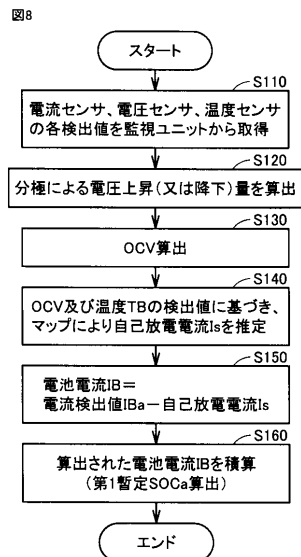 図8
スタート
S110
電流センサ、電圧センサ、温度センサ
の各検出値を監視ユニットから取得
S120
分極による電圧上昇(又は降下)量を算出
S130
OCV算出
S140
OCV及び温度TBの検出値に基づき、
マップにより自己放電電流Isを推定
S150
電池電流IB=
電流検出値IBa-自己放電電流Is
S160
算出された電池電流IBを積算
(第1暫定SOCa算出)
エンド